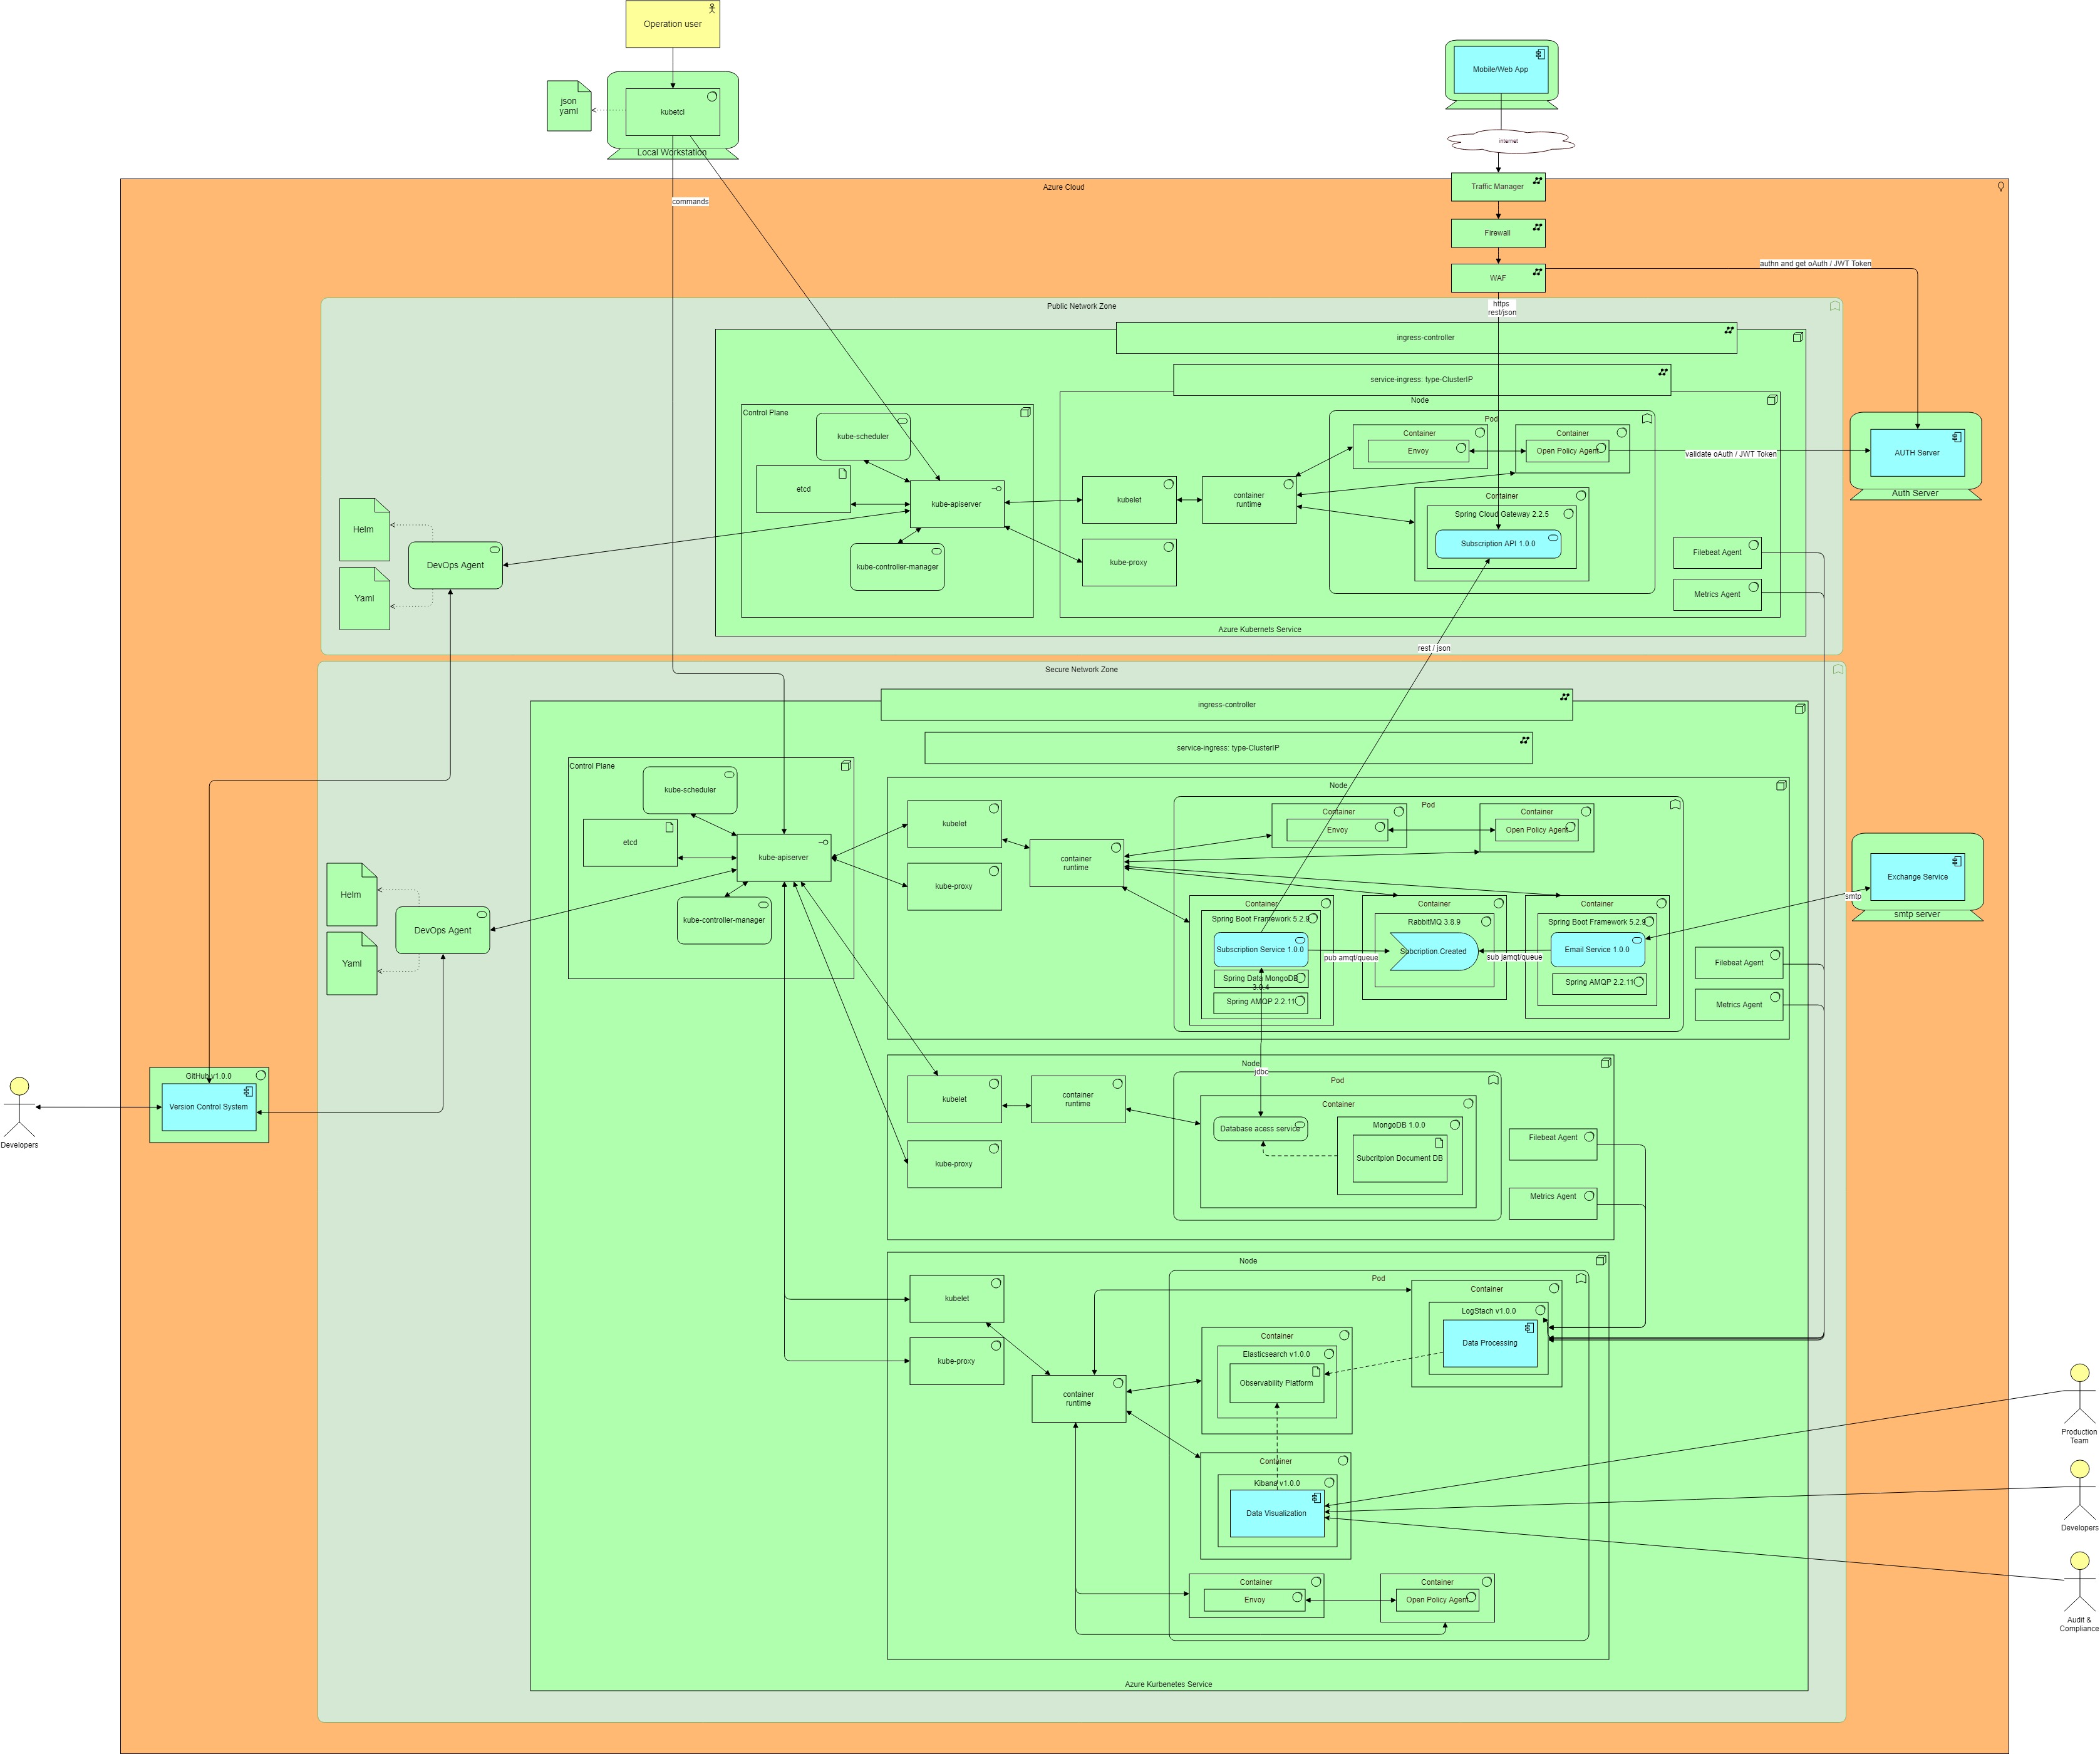 Operation user
json
yaml
kubetcl
Local Workstation
Mobile/Web App
internet
Azure Cloud
Traffic Manager
commands
Firewall
authn and get oAuth / JWT Token
WAF
Public Network Zone
https
rest/json
ingress-controller
service-ingress: type-ClusterIP
Node
Control Plane
Pod
kube-scheduler
Container
Container
Envoy
Open Policy Agent
validate oAuth / JWT Token
AUTH Server
Auth Server
etcd
kube-apiserver
kubelet
container
runtime
Container
Spring Cloud Gateway 2.2.5
Subscription API 1.0.0
Helm
DevOps Agent
Yaml
kube-controller-manager
kube-proxy
Filebeat Agent
Metrics Agent
Azure Kubernets Service
rest / json
Secure Network Zone
ingress-controller
service-ingress: type-ClusterIP
Control Plane
kube-scheduler
etcd
kube-apiserver
kube-controller-manager
Node
kubelet
kube-proxy
container
runtime
Pod
Container
Envoy
Container
Open Policy Agent
Exchange Service
smtp
smtp server
Helm
DevOps Agent
Yaml
Container
Spring Boot Framework 5.2.9
Subscription Service 1.0.0
Spring Data MongoDB
3.0.4
Spring AMQP 2.2.11
pub amqt/queue
Container
RabbitMQ 3.8.9
Subcription.Created
sub jamqt/queue
Container
Spring Boot Framework 5.2.9
Email Service 1.0.0
Spring AMQP 2.2.11
Filebeat Agent
Metrics Agent
Node
jdbc
Pod
kubelet
container
runtime
kube-proxy
Container
Database acess service
MongoDB 1.0.0
Subcritpion Document DB
Filebeat Agent
Metrics Agent
GitHub v1.0.0
Version Control System
Developers
Node
Pod
kubelet
kube-proxy
container
runtime
Container
LogStach v1.0.0
Data Processing
Container
Elasticsearch v1.0.0
Observability Platform
Container
Kibana v1.0.0
Data Visualization
Container
Envoy
Container
Open Policy Agent
Production
Team
Developers
Audit &
Compliance
Azure Kurbenetes Service